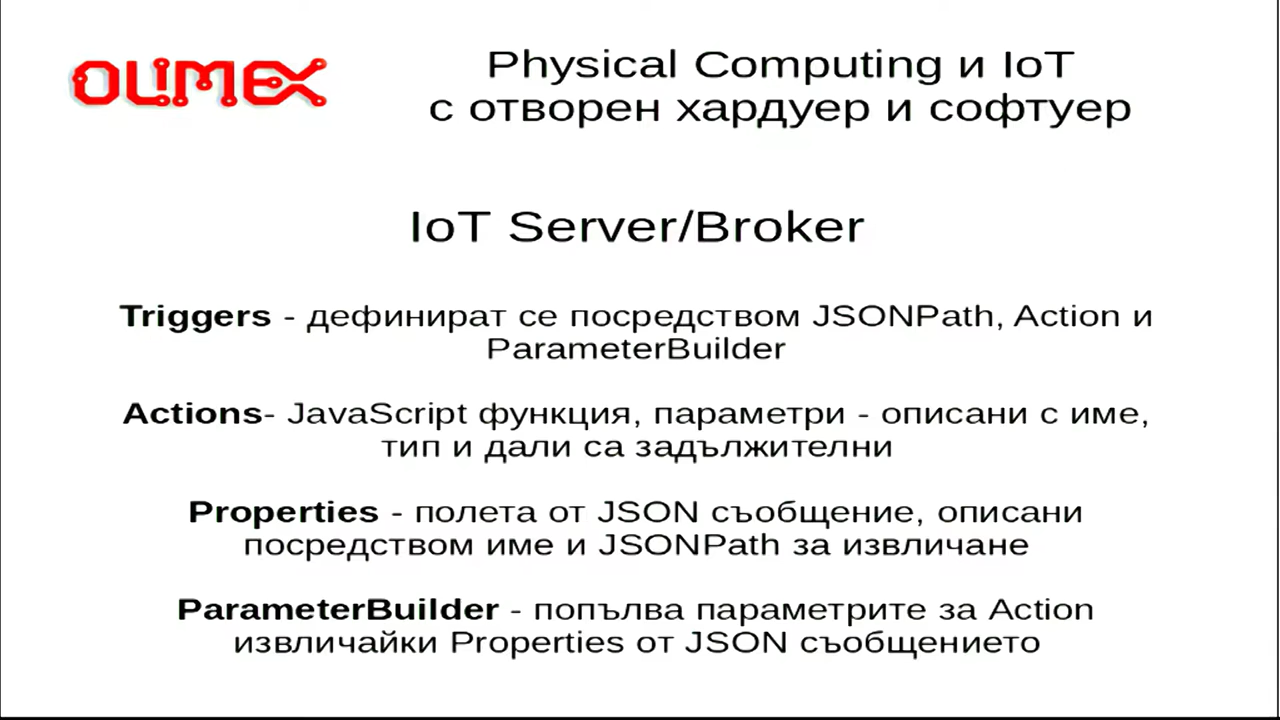 OLIMEX
Physical Computing и IoT
с отворен хардуер и софтуер
IoT Server/Broker
Triggers - дефинират се посредством JSONPath, Action и
ParameterBuilder
Actions- JavaScript функция, параметри - описани с име,
тип и дали са задължителни
Properties - полета от JSON съобщение, описани
посредством име и JSONPath за извличане
ParameterBuilder - попълва параметрите за Action
извличайки Properties от JSON съобщението